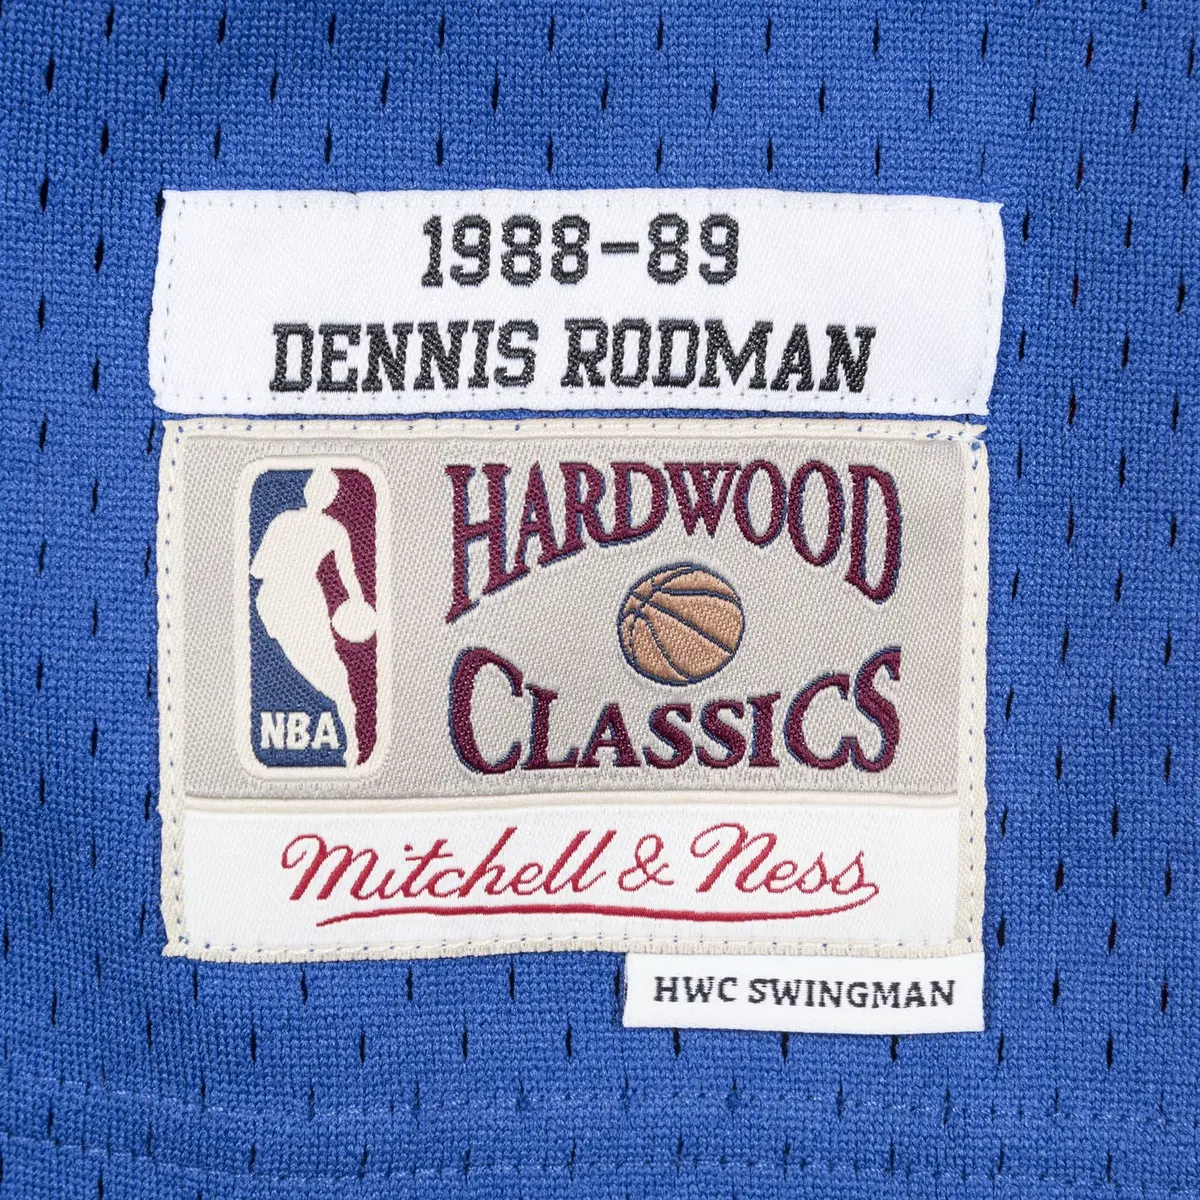 1988-89
DENNIS RODMAN
HARDWOOD
CLASSICS
NBA
Mitchell & Ness
HWC SWINGMAN